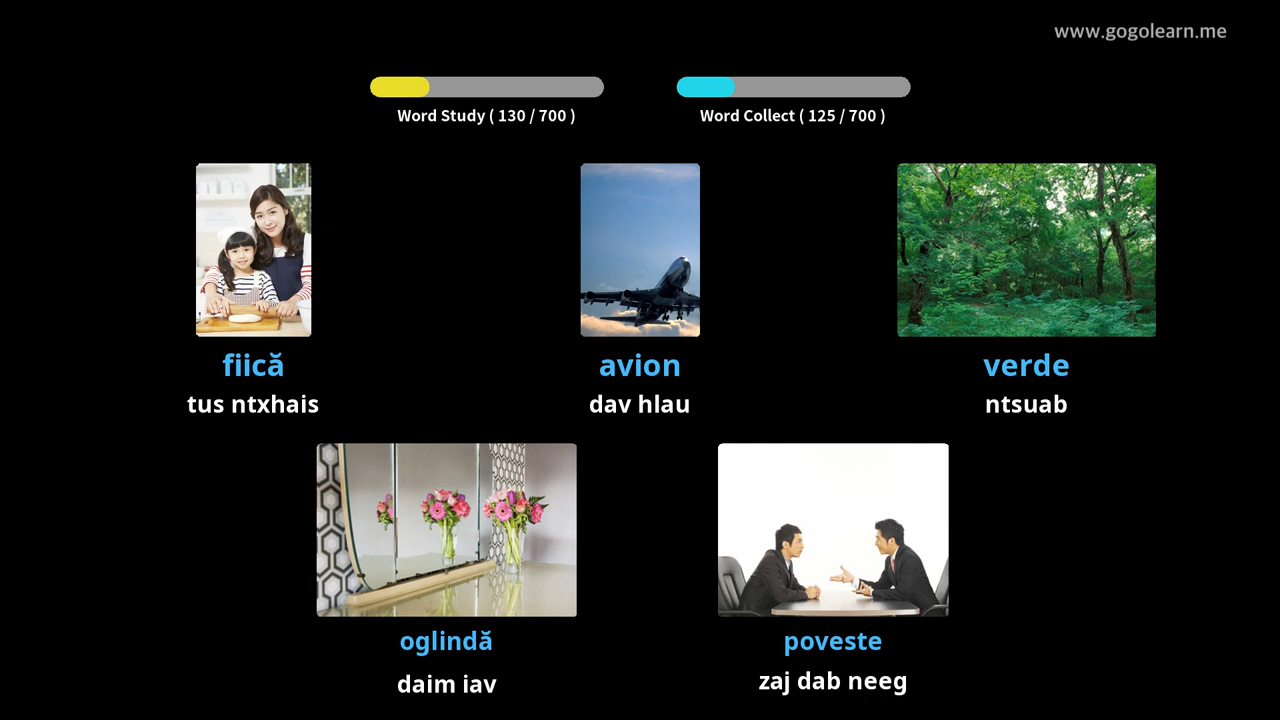 www.gogolearn.me
Word Study ( 130 / 700 )
Word Collect ( 125 / 700 )
fiică
tus ntxhais
avion
dav hlau
verde
ntsuab
oglindă
daim iav
poveste
zaj dab neeg